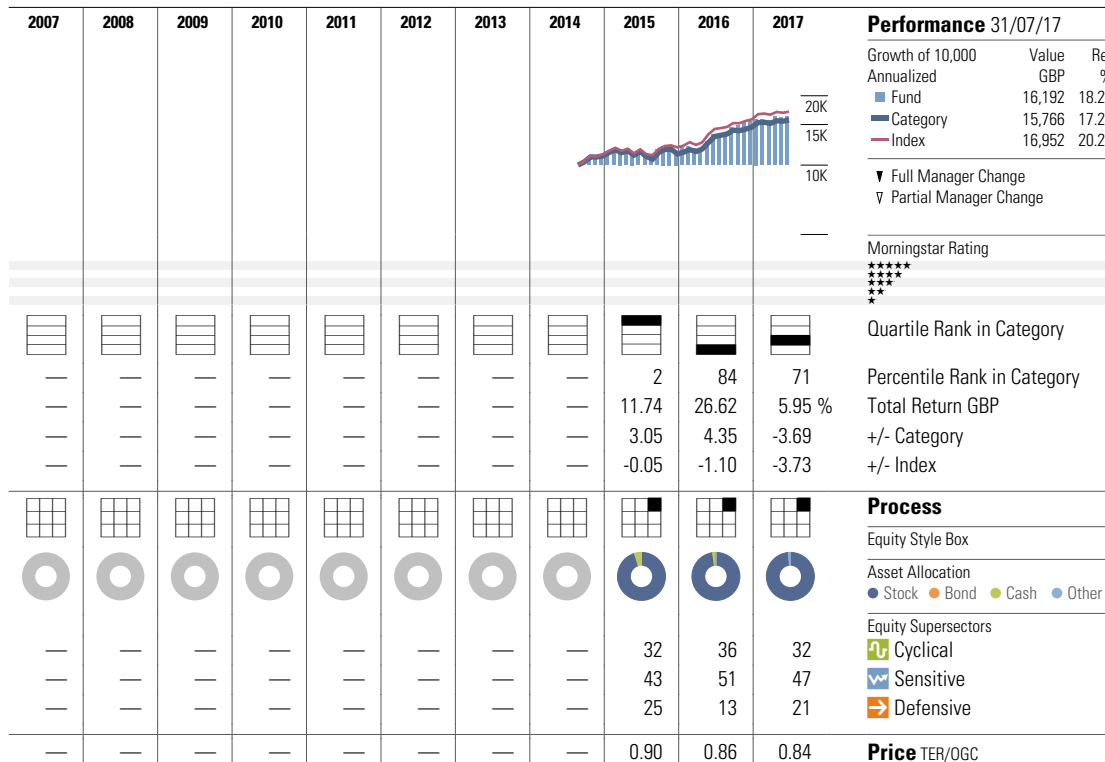 2007 2008 2009 2010 2011 2012 2013 2014 2015 2016 2017 Performance 31/07/17
Growth of 10,000 Value Re
Annualized GBP %
Fund 16,192 18.2
Category 15,766 17.2
Index 16,952 20.2
20K
15K
10K
▼ Full Manager Change
▽ Partial Manager Change
Morningstar Rating
★★★★★
★★★★
★★★
★★
★
Quartile Rank in Category
— — — — — — — — 2 84 71 Percentile Rank in Category
— — — — — — — — 11.74 26.62 5.95 % Total Return GBP
— — — — — — — — 3.05 4.35 -3.69 +/- Category
— — — — — — — — -0.05 -1.10 -3.73 +/- Index
Process
Equity Style Box
Asset Allocation
Stock Bond Cash Other
Equity Supersectors
— — — — — — — — 32 36 32 Cyclical
— — — — — — — — 43 51 47 Sensitive
— — — — — — — — 25 13 21 Defensive
— — — — — — — — 0.90 0.86 0.84 Price TER/OGC